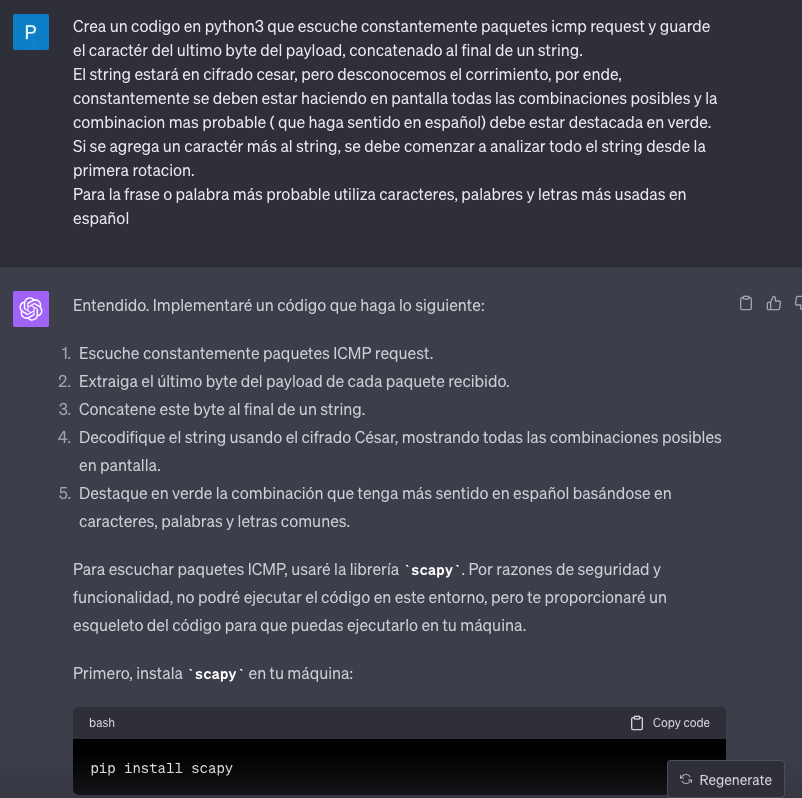 P
Crea un codigo en python3 que escuche constantemente paquetes icmp request y guarde
el caractér del ultimo byte del payload, concatenado al final de un string.
El string estará en cifrado cesar, pero desconocemos el corrimiento, por ende,
constantemente se deben estar haciendo en pantalla todas las combinaciones posibles y la
combinacion mas probable ( que haga sentido en español) debe estar destacada en verde.
Si se agrega un caractér más al string, se debe comenzar a analizar todo el string desde la
primera rotacion.
Para la frase o palabra más probable utiliza caracteres, palabres y letras más usadas en
español
Entendido. Implementaré un código que haga lo siguiente:
1. Escuche constantemente paquetes ICMP request.
2. Extraiga el último byte del payload de cada paquete recibido.
3. Concatene este byte al final de un string.
4. Decodifique el string usando el cifrado César, mostrando todas las combinaciones posibles
en pantalla.
5. Destaque en verde la combinación que tenga más sentido en español basándose en
caracteres, palabras y letras comunes.
Para escuchar paquetes ICMP, usaré la librería `scapy`. Por razones de seguridad y
funcionalidad, no podré ejecutar el código en este entorno, pero te proporcionaré un
esqueleto del código para que puedas ejecutarlo en tu máquina.
Primero, instala `scapy` en tu máquina:
bash Copy code
pip install scapy
Regenerate